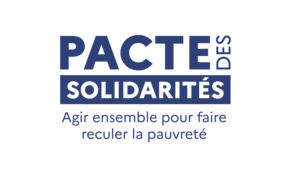 PACTE DES
SOLIDARITÉS
Agir ensemble pour faire
reculer la pauvreté